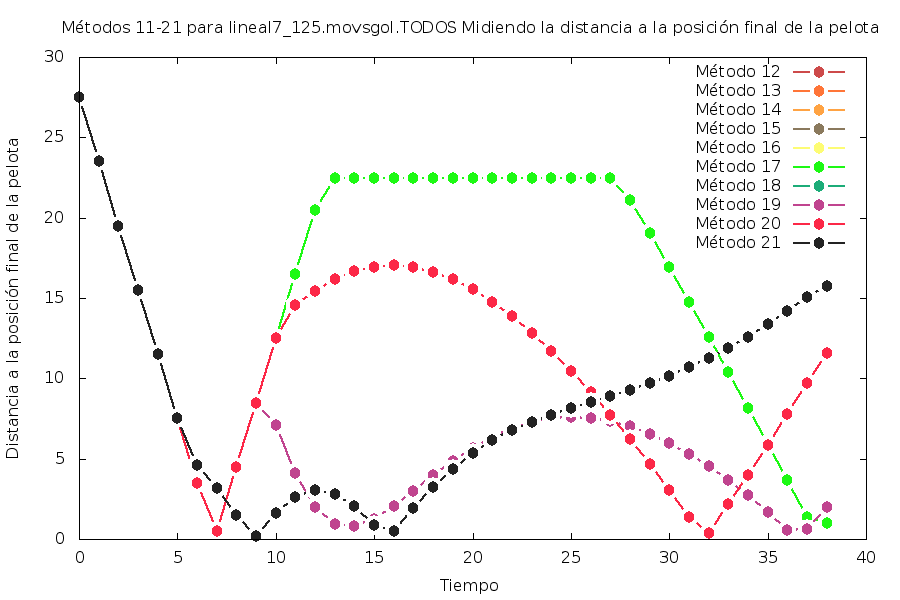 Métodos 11-21 para lineal7_125.movsgol.TODOS Midiendo la distancia a la posición final de la pelota
30
25
20
15
10
5
0
Distancia a la posición final de la pelota
Método 12
Método 13
Método 14
Método 15
Método 16
Método 17
Método 18
Método 19
Método 20
Método 21
0 5 10 15 20 25 30 35 40
Tiempo